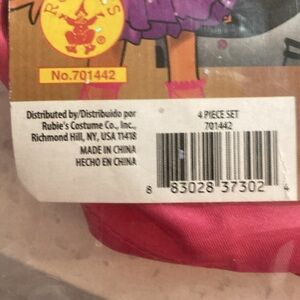 No.701442
Distributed by/Distribuido por
Rubie's Costume Co., Inc.,
Richmond Hill, NY, USA 11418
MADE IN CHINA
HECHO EN CHINA
4 PIECE SET
701442
8 83028 37302 4